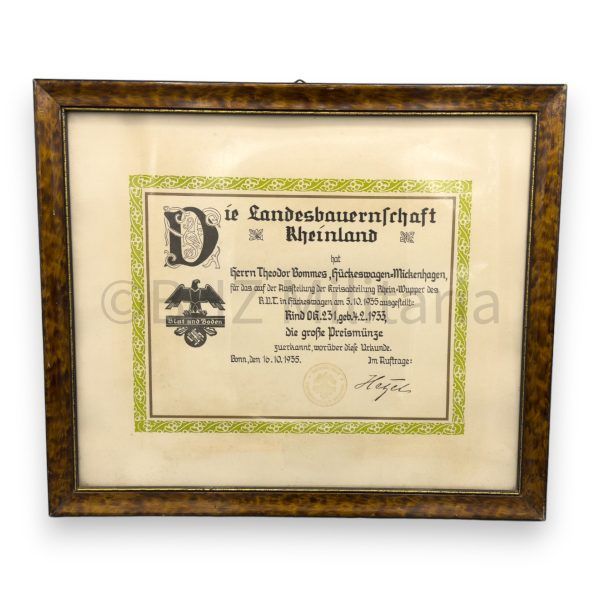 Die Landesbauernschaft
Rheinland
hat
Herrn Theodor Bommes, Hückeswagen-Mickenhagen,
für das auf der Ausstellung der Kreisabteilung Rhein-Wupper des
R.V.T. in Hückeswagen am 5.10.1935 ausgestellte
Rind OK.231, geb.4.2.1933,
die große Preismünze
zuerkannt, worüber diese Urkunde.
Bonn, den 16.10.1935. Im Auftrage:
Blut und Boden